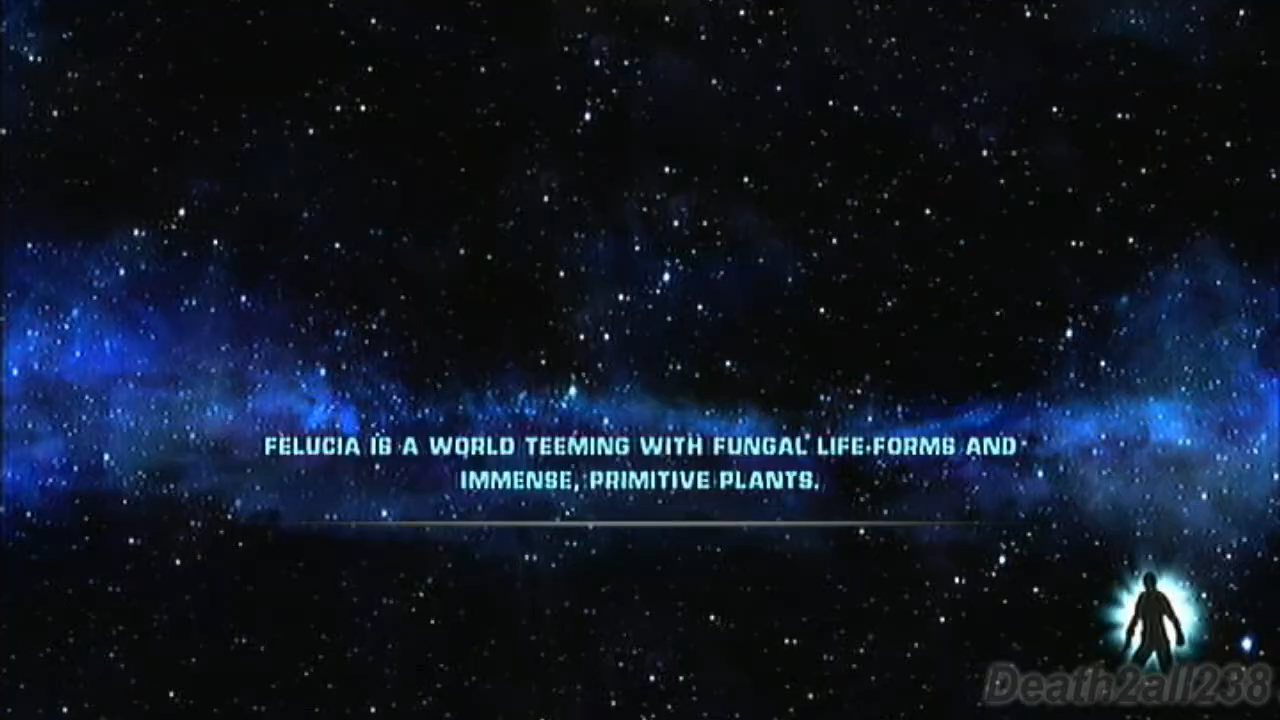 FELUCIA IS A WORLD TEEMING WITH FUNGAL LIFE-FORMS AND
IMMENSE, PRIMITIVE PLANTS.
Death2all238